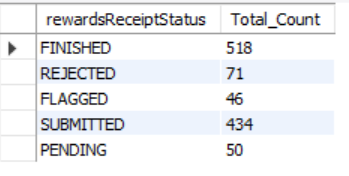 rewardsReceiptStatus Total_Count
FINISHED 518
REJECTED 71
FLAGGED 46
SUBMITTED 434
PENDING 50